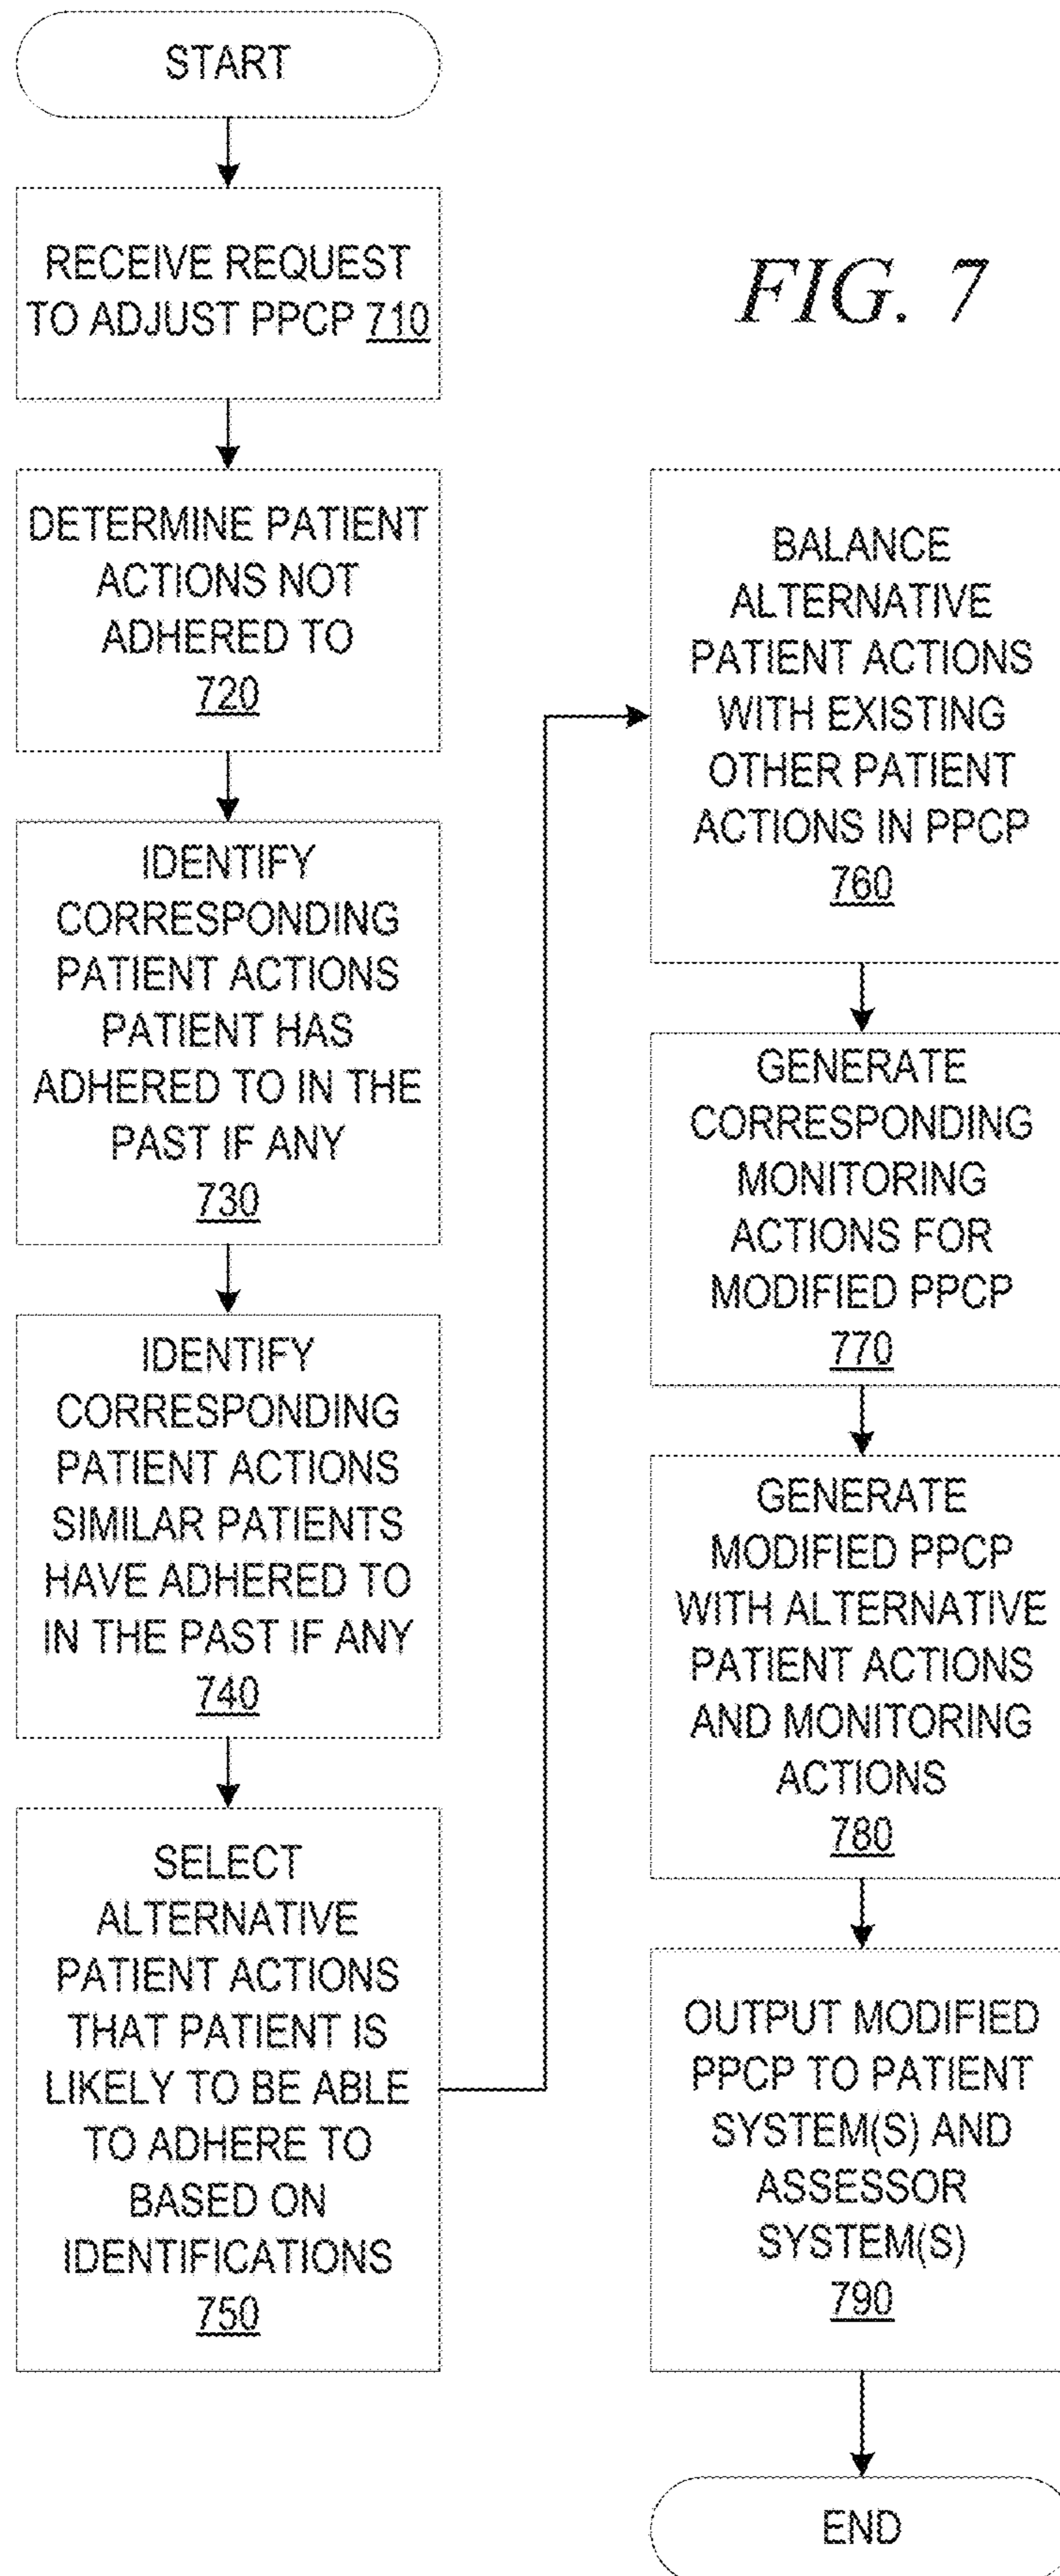 START
RECEIVE REQUEST
TO ADJUST PPCP 710
DETERMINE PATIENT
ACTIONS NOT
ADHERED TO
720
IDENTIFY
CORRESPONDING
PATIENT ACTIONS
PATIENT HAS
ADHERED TO IN THE
PAST IF ANY
730
IDENTIFY
CORRESPONDING
PATIENT ACTIONS
SIMILAR PATIENTS
HAVE ADHERED TO
IN THE PAST IF ANY
740
SELECT
ALTERNATIVE
PATIENT ACTIONS
THAT PATIENT IS
LIKELY TO BE ABLE
TO ADHERE TO
BASED ON
IDENTIFICATIONS
750
FIG. 7
BALANCE
ALTERNATIVE
PATIENT ACTIONS
WITH EXISTING
OTHER PATIENT
ACTIONS IN PPCP
760
GENERATE
CORRESPONDING
MONITORING
ACTIONS FOR
MODIFIED PPCP
770
GENERATE
MODIFIED PPCP
WITH ALTERNATIVE
PATIENT ACTIONS
AND MONITORING
ACTIONS
780
OUTPUT MODIFIED
PPCP TO PATIENT
SYSTEM(S) AND
ASSESSOR
SYSTEM(S)
790
END